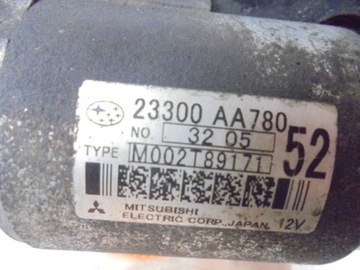 23300 AA780
NO 32 05
TYPE M002T89171
52
MITSUBISHI
ELECTRIC CORP. JAPAN 12V